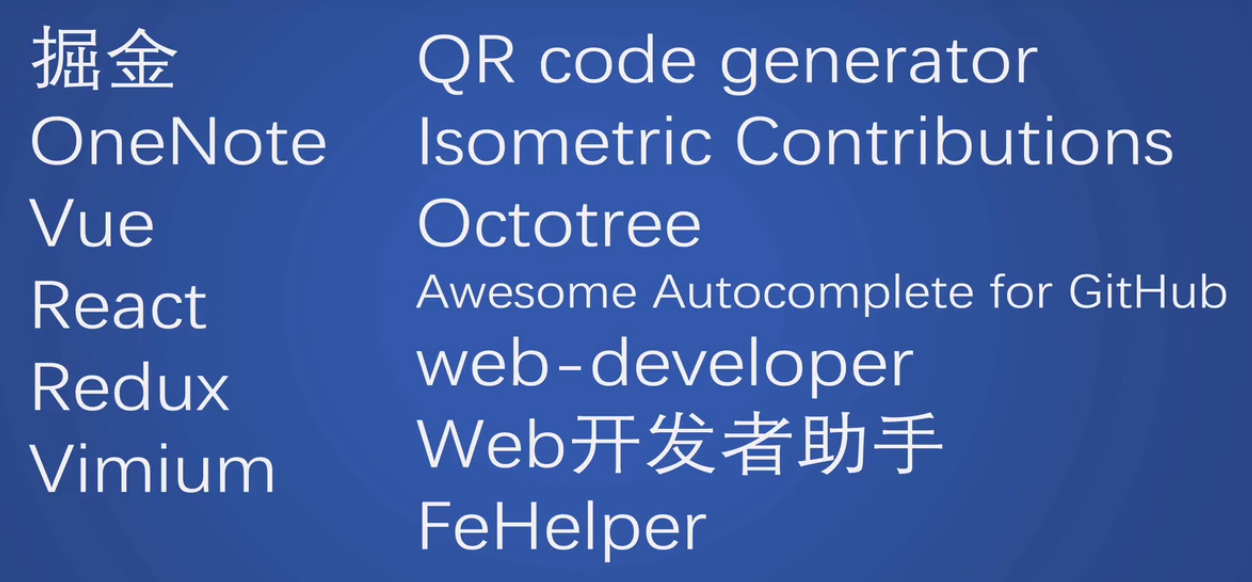 掘金
OneNote
Vue
React
Redux
Vimium
QR code generator
Isometric Contributions
Octotree
Awesome Autocomplete for GitHub
web-developer
Web开发者助手
FeHelper